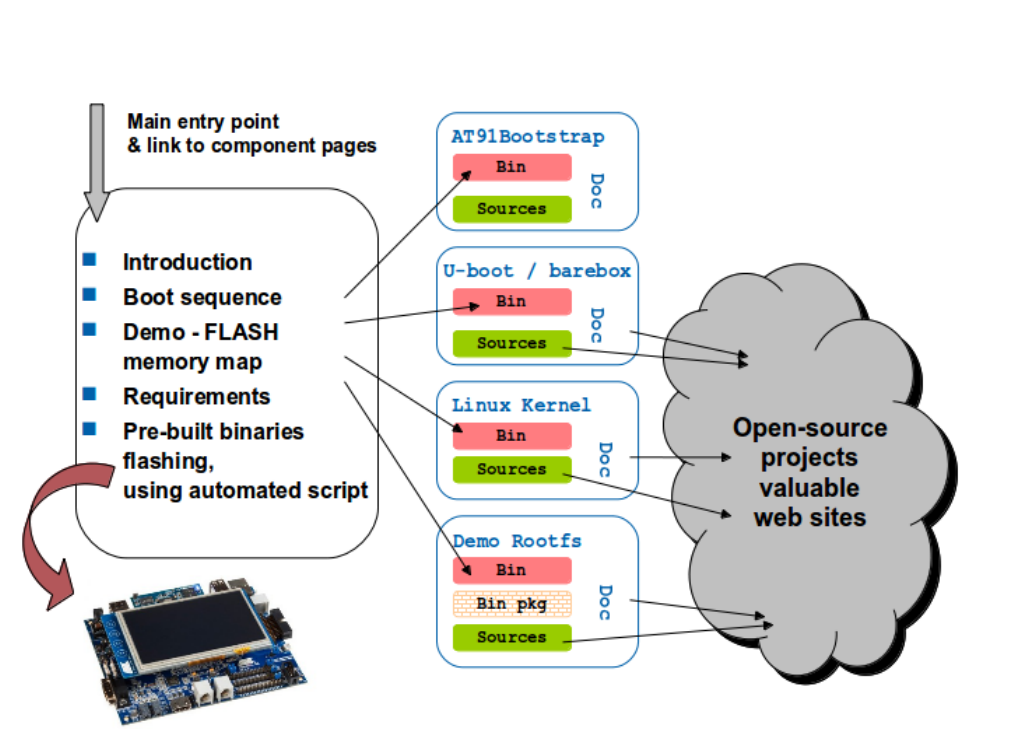 Main entry point
& link to component pages
Introduction
Boot sequence
Demo - FLASH
memory map
Requirements
Pre-built binaries
flashing,
using automated script
AT91Bootstrap
Bin
Sources
Doc
U-boot / barebox
Bin
Sources
Doc
Linux Kernel
Bin
Sources
Doc
Demo Rootfs
Bin
Bin pkg
Sources
Doc
Open-source
projects
valuable
web sites